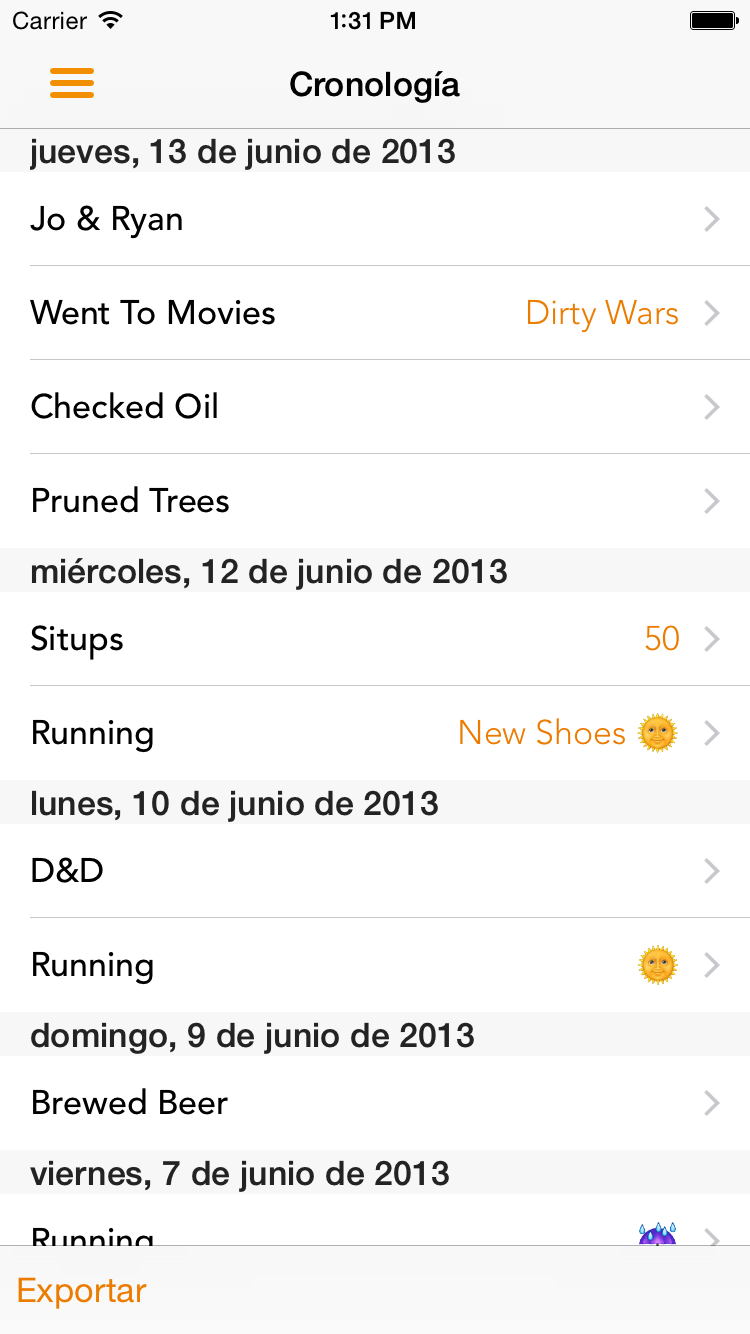 Carrier 1:31 PM
Cronología
jueves, 13 de junio de 2013
Jo & Ryan
Went To Movies Dirty Wars
Checked Oil
Pruned Trees
miércoles, 12 de junio de 2013
Situps 50
Running New Shoes 🌞
lunes, 10 de junio de 2013
D&D
Running 🌞
domingo, 9 de junio de 2013
Brewed Beer
viernes, 7 de junio de 2013
Running ☔
Exportar